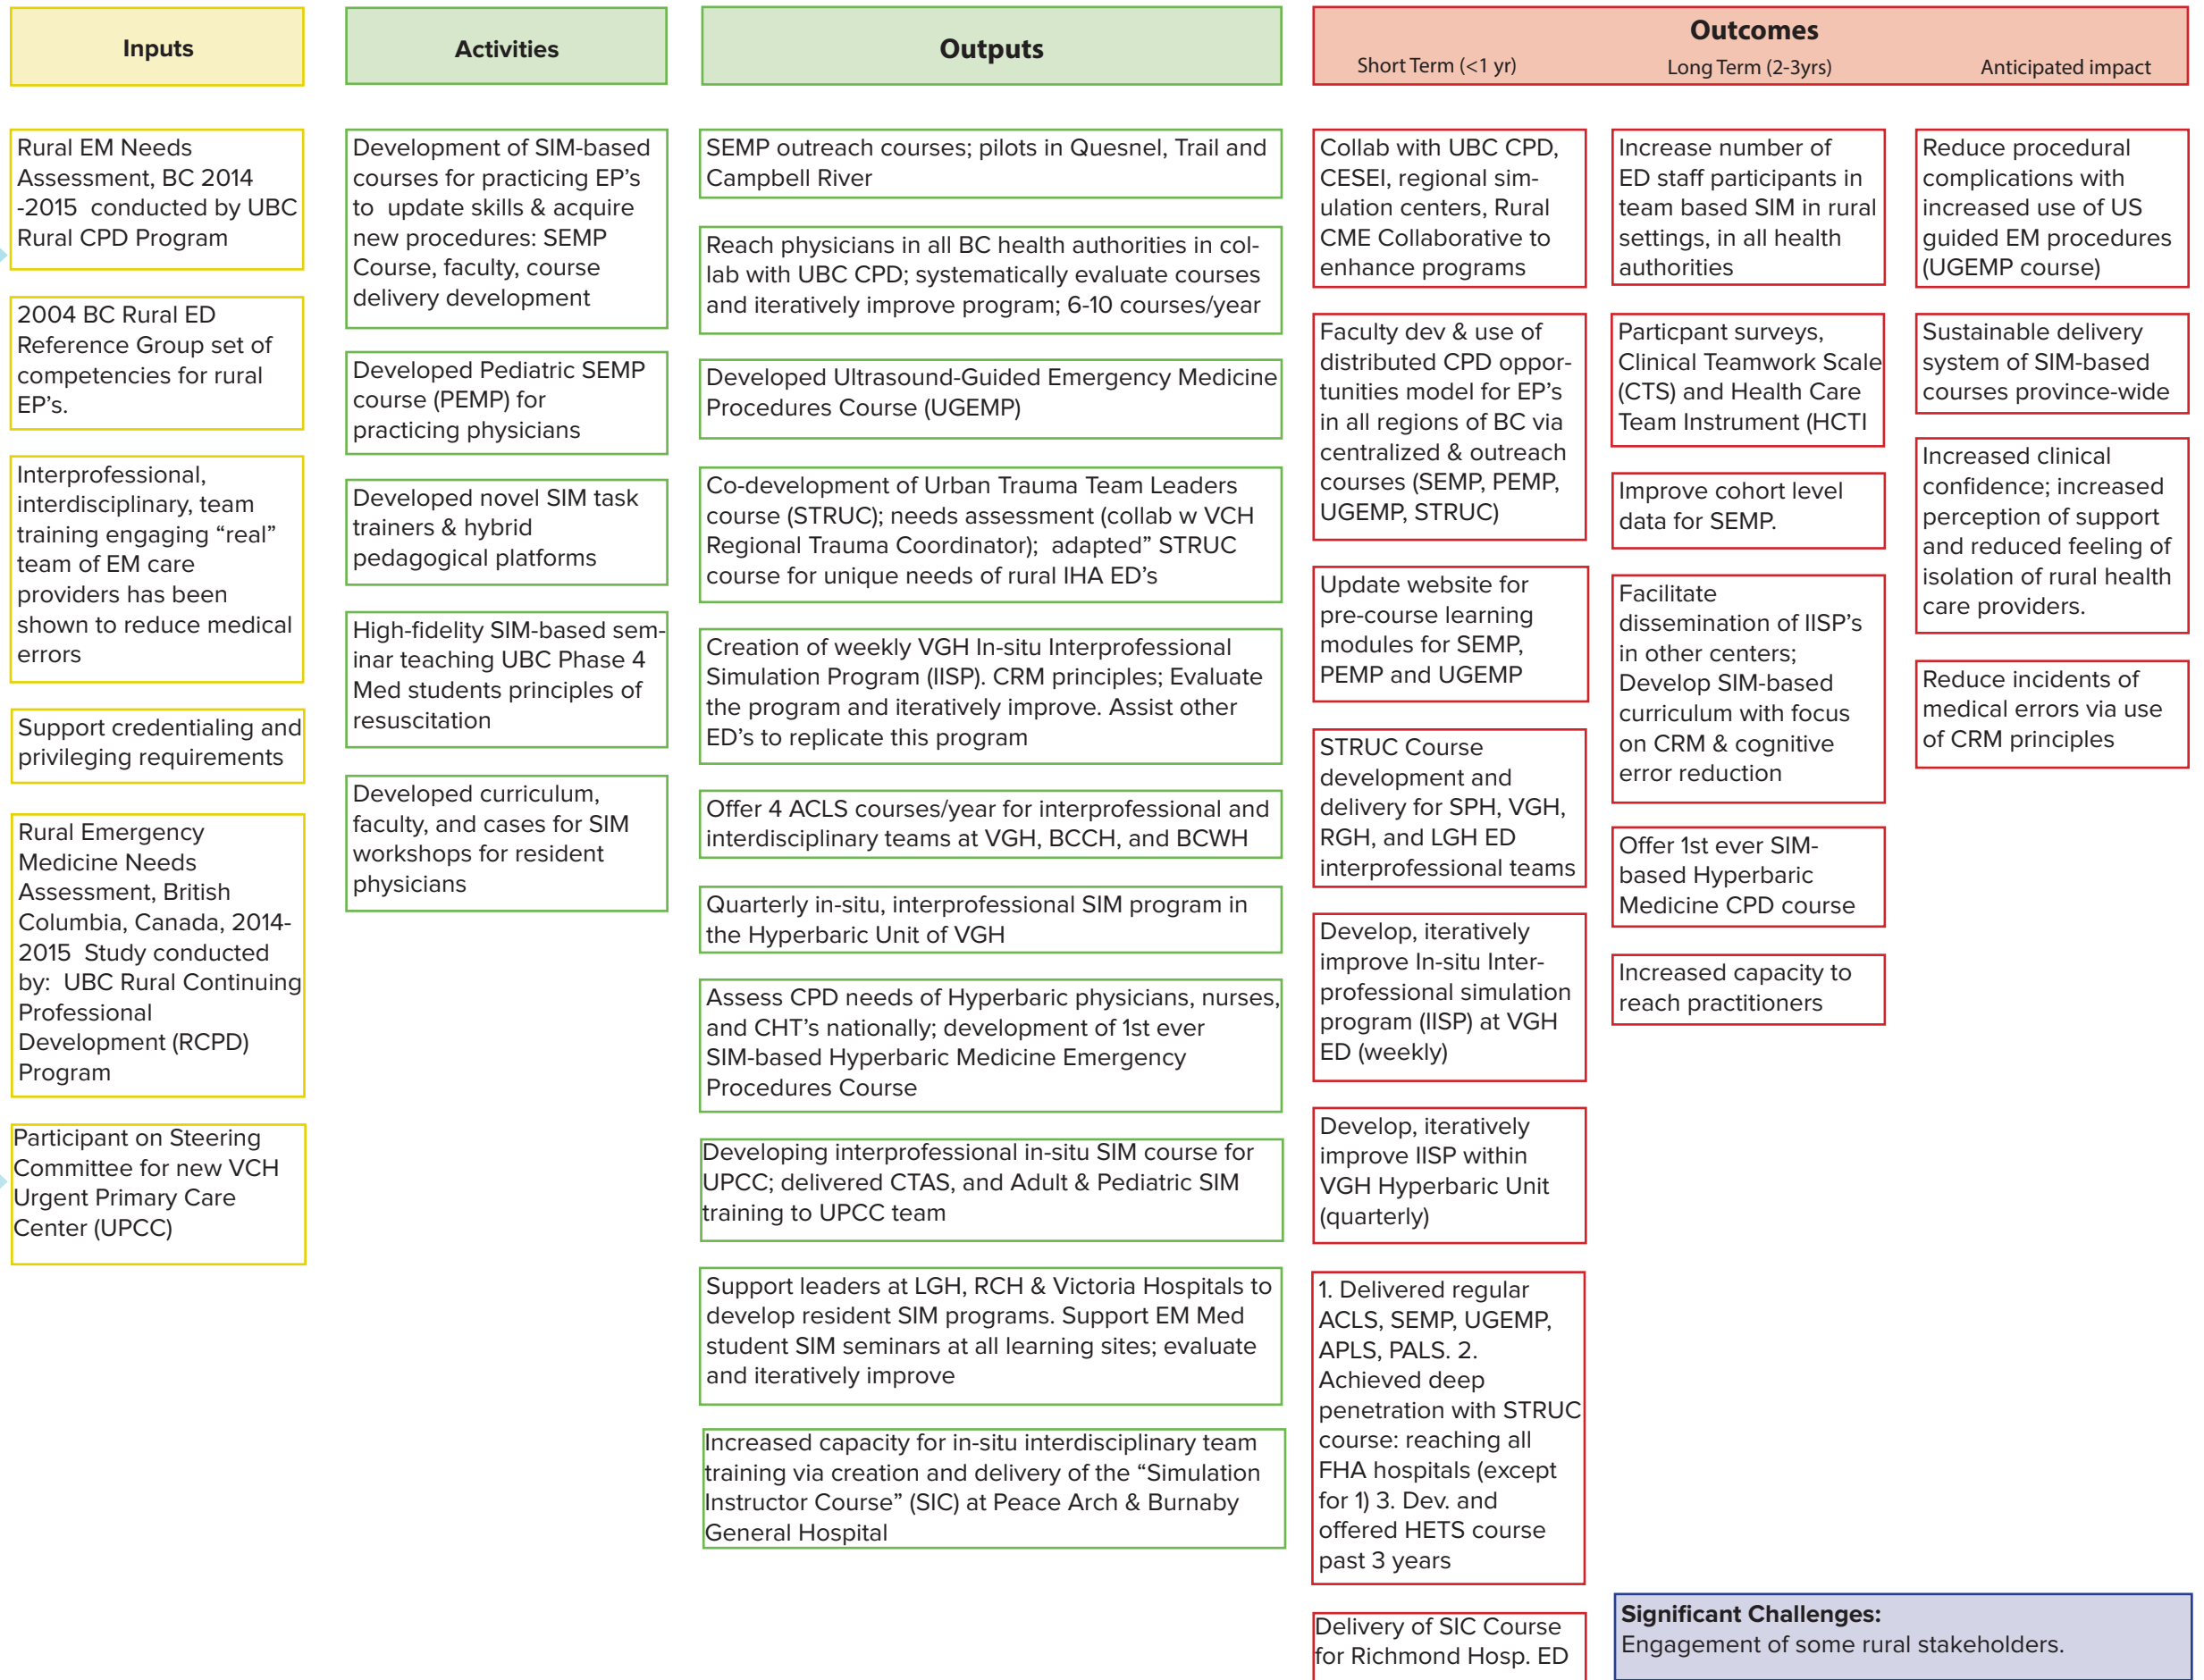 Inputs
Activities
Outputs
Outcomes
Short Term (<1 yr)
Long Term (2-3yrs)
Anticipated impact
Rural EM Needs
Assessment, BC 2014
-2015 conducted by UBC
Rural CPD Program
2004 BC Rural ED
Reference Group set of
competencies for rural
EP's.
Interprofessional,
interdisciplinary, team
training engaging “real”
team of EM care
providers has been
shown to reduce medical
errors
Support credentialing and
privileging requirements
Rural Emergency
Medicine Needs
Assessment, British
Columbia, Canada, 2014-
2015 Study conducted
by: UBC Rural Continuing
Professional
Development (RCPD)
Program
Participant on Steering
Committee for new VCH
Urgent Primary Care
Center (UPCC)
Development of SIM-based
courses for practicing EP's
to update skills & acquire
new procedures: SEMP
Course, faculty, course
delivery development
Developed Pediatric SEMP
course (PEMP) for
practicing physicians
Developed novel SIM task
trainers & hybrid
pedagogical platforms
High-fidelity SIM-based sem-
inar teaching UBC Phase 4
Med students principles of
resuscitation
Developed curriculum,
faculty, and cases for SIM
workshops for resident
physicians
SEMP outreach courses; pilots in Quesnel, Trail and
Campbell River
Reach physicians in all BC health authorities in col-
lab with UBC CPD; systematically evaluate courses
and iteratively improve program; 6-10 courses/year
Developed Ultrasound-Guided Emergency Medicine
Procedures Course (UGEMP)
Co-development of Urban Trauma Team Leaders
course (STRUC); needs assessment (collab w VCH
Regional Trauma Coordinator); adapted” STRUC
course for unique needs of rural IHA ED's
Creation of weekly VGH In-situ Interprofessional
Simulation Program (IISP). CRM principles; Evaluate
the program and iteratively improve. Assist other
ED's to replicate this program
Offer 4 ACLS courses/year for interprofessional and
interdisciplinary teams at VGH, BCCH, and BCWH
Quarterly in-situ, interprofessional SIM program in
the Hyperbaric Unit of VGH
Assess CPD needs of Hyperbaric physicians, nurses,
and CHT's nationally; development of 1st ever
SIM-based Hyperbaric Medicine Emergency
Procedures Course
Developing interprofessional in-situ SIM course for
UPCC; delivered CTAS, and Adult & Pediatric SIM
training to UPCC team
Support leaders at LGH, RCH & Victoria Hospitals to
develop resident SIM programs. Support EM Med
student SIM seminars at all learning sites; evaluate
and iteratively improve
Increased capacity for in-situ interdisciplinary team
training via creation and delivery of the “Simulation
Instructor Course” (SIC) at Peace Arch & Burnaby
General Hospital
Collab with UBC CPD,
CESEI, regional sim-
ulation centers, Rural
CME Collaborative to
enhance programs
Faculty dev & use of
distributed CPD oppor-
tunities model for EP's
in all regions of BC via
centralized & outreach
courses (SEMP, PEMP,
UGEMP, STRUC)
Update website for
pre-course learning
modules for SEMP,
PEMP and UGEMP
STRUC Course
development and
delivery for SPH, VGH,
RGH, and LGH ED
interprofessional teams
Develop, iteratively
improve In-situ Inter-
professional simulation
program (IISP) at VGH
ED (weekly)
Develop, iteratively
improve IISP within
VGH Hyperbaric Unit
(quarterly)
1. Delivered regular
ACLS, SEMP, UGEMP,
APLS, PALS. 2.
Achieved deep
penetration with STRUC
course: reaching all
FHA hospitals (except
for 1) 3. Dev. and
offered HETS course
past 3 years
Delivery of SIC Course
for Richmond Hosp. ED
Increase number of
ED staff participants in
team based SIM in rural
settings, in all health
authorities
Particpant surveys,
Clinical Teamwork Scale
(CTS) and Health Care
Team Instrument (HCTI
Improve cohort level
data for SEMP.
Facilitate
dissemination of IISP's
in other centers;
Develop SIM-based
curriculum with focus
on CRM & cognitive
error reduction
Offer 1st ever SIM-
based Hyperbaric
Medicine CPD course
Increased capacity to
reach practitioners
Reduce procedural
complications with
increased use of US
guided EM procedures
(UGEMP course)
Sustainable delivery
system of SIM-based
courses province-wide
Increased clinical
confidence; increased
perception of support
and reduced feeling of
isolation of rural health
care providers.
Reduce incidents of
medical errors via use
of CRM principles
Significant Challenges:
Engagement of some rural stakeholders.